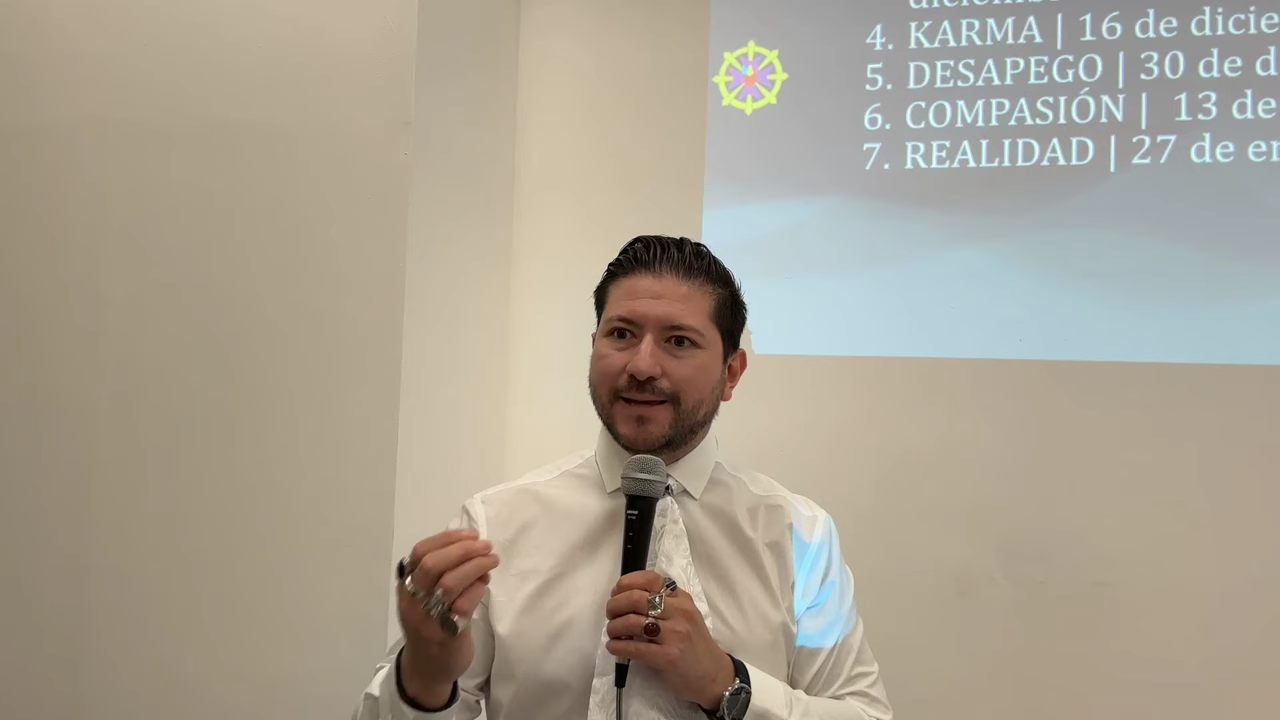 4. KARMA | 16 de dicie
5. DESAPEGO | 30 de d
6. COMPASIÓN | 13 de
7. REALIDAD | 27 de en